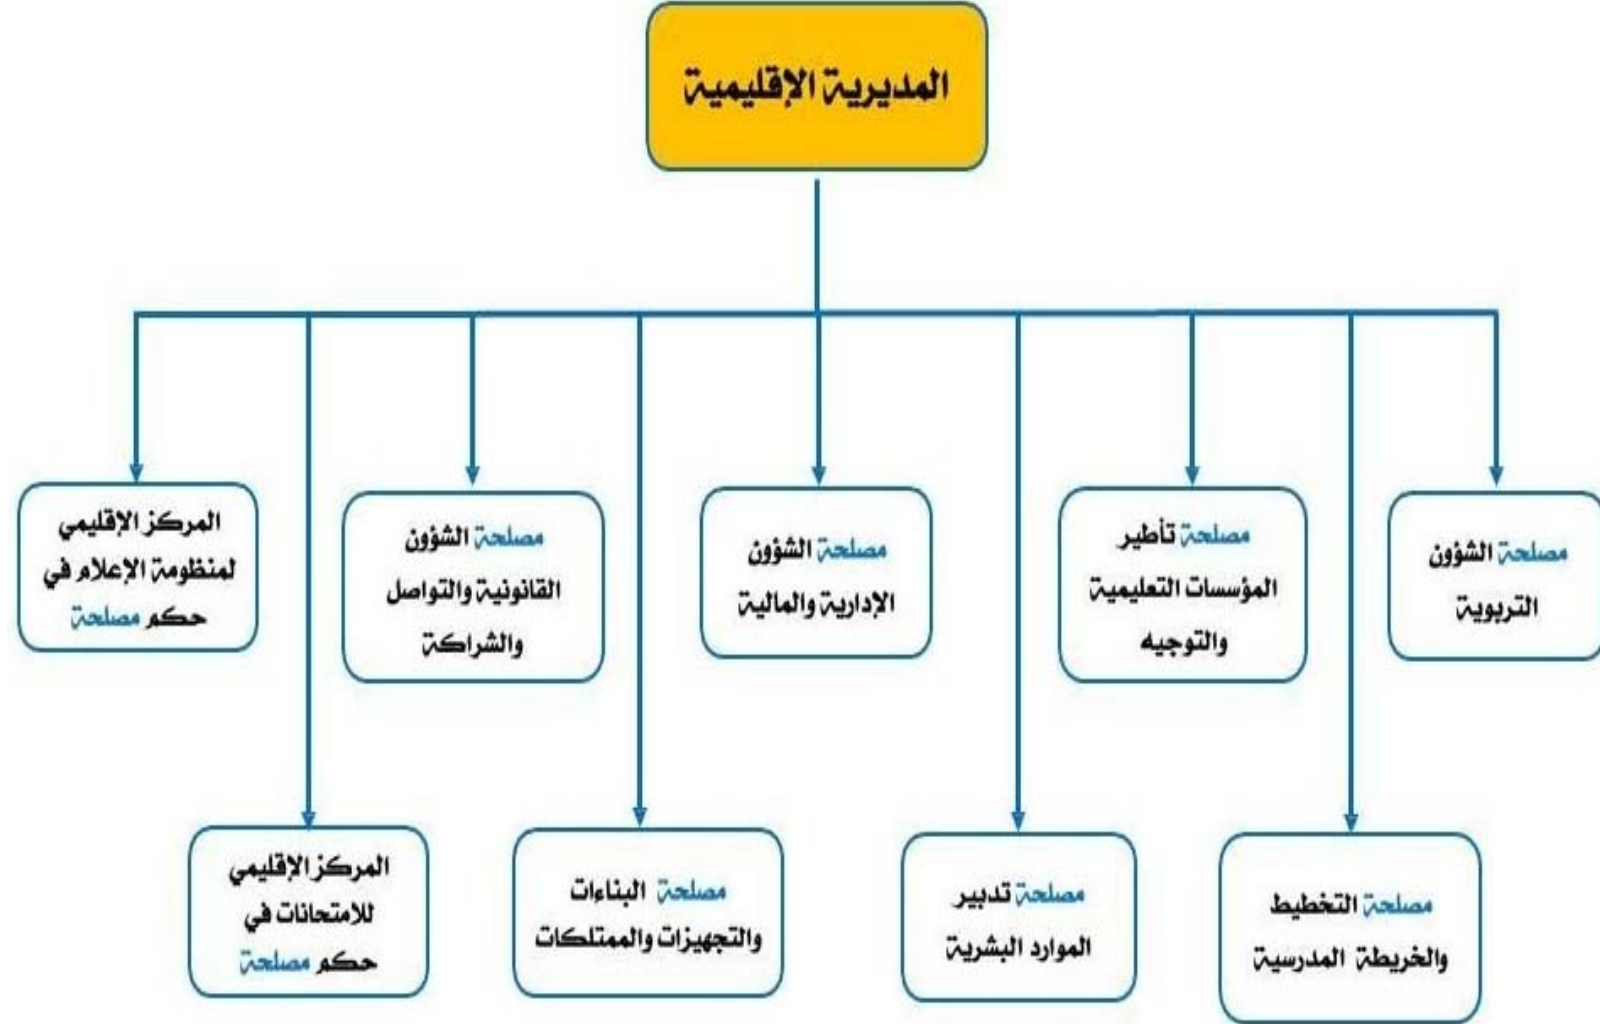 المديرية الإقليمية
مصلحة الشؤون
التربوية
مصلحة تأطير
المؤسسات التعليمية
والتوجيه
مصلحة الشؤون
الإدارية والمالية
مصلحة الشؤون
القانونية والتواصل
والشراكة
المركز الإقليمي
لمنظومة الإعلام في
حكم مصلحة
مصلحة التخطيط
والخريطة المدرسية
مصلحة تدبير
الموارد البشرية
مصلحة البناءات
والتجهيزات والممتلكات
المركز الإقليمي
للامتحانات في
حكم مصلحة